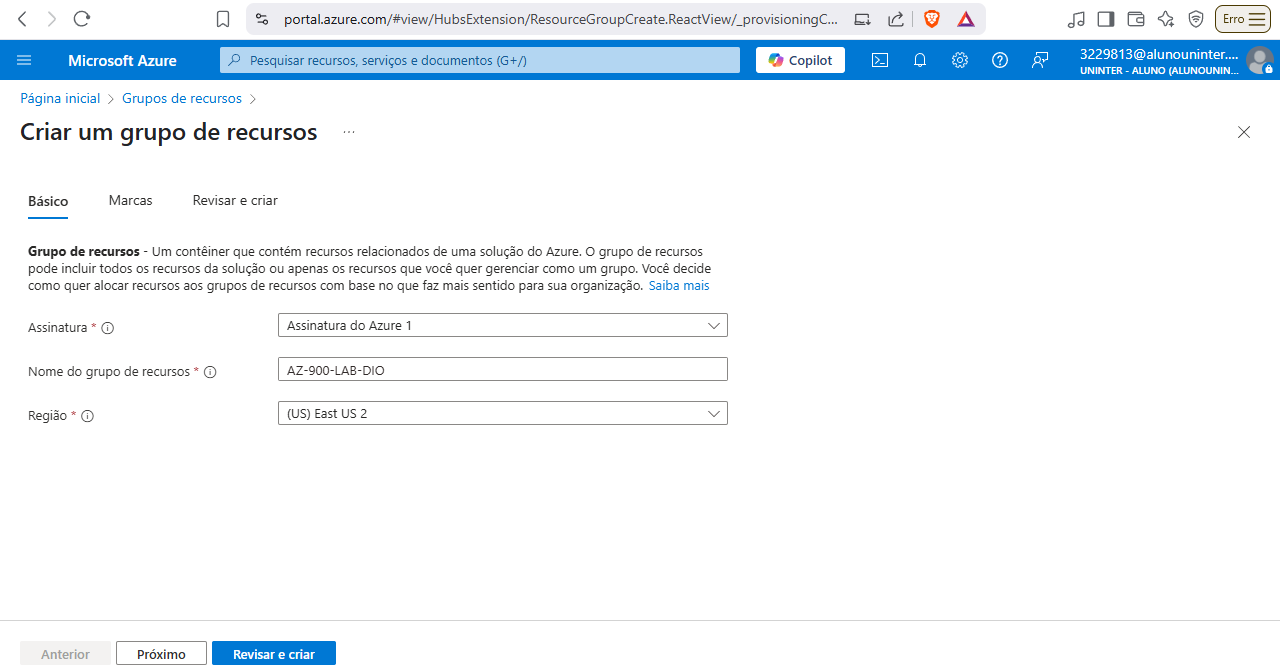 portal.azure.com/#view/HubsExtension/ResourceGroupCreate.ReactView/_provisioningC...
Erro
Microsoft Azure
Pesquisar recursos, serviços e documentos (G+/)
Copilot
3229813@alunouninter....
UNINTER - ALUNO (ALUNOUNIN...
Página inicial > Grupos de recursos >
Criar um grupo de recursos ...
Básico Marcas Revisar e criar
Grupo de recursos - Um contêiner que contém recursos relacionados de uma solução do Azure. O grupo de recursos
pode incluir todos os recursos da solução ou apenas os recursos que você quer gerenciar como um grupo. Você decide
como quer alocar recursos aos grupos de recursos com base no que faz mais sentido para sua organização. Saiba mais
Assinatura * Assinatura do Azure 1
Nome do grupo de recursos * AZ-900-LAB-DIO
Região * (US) East US 2
Anterior Próximo Revisar e criar